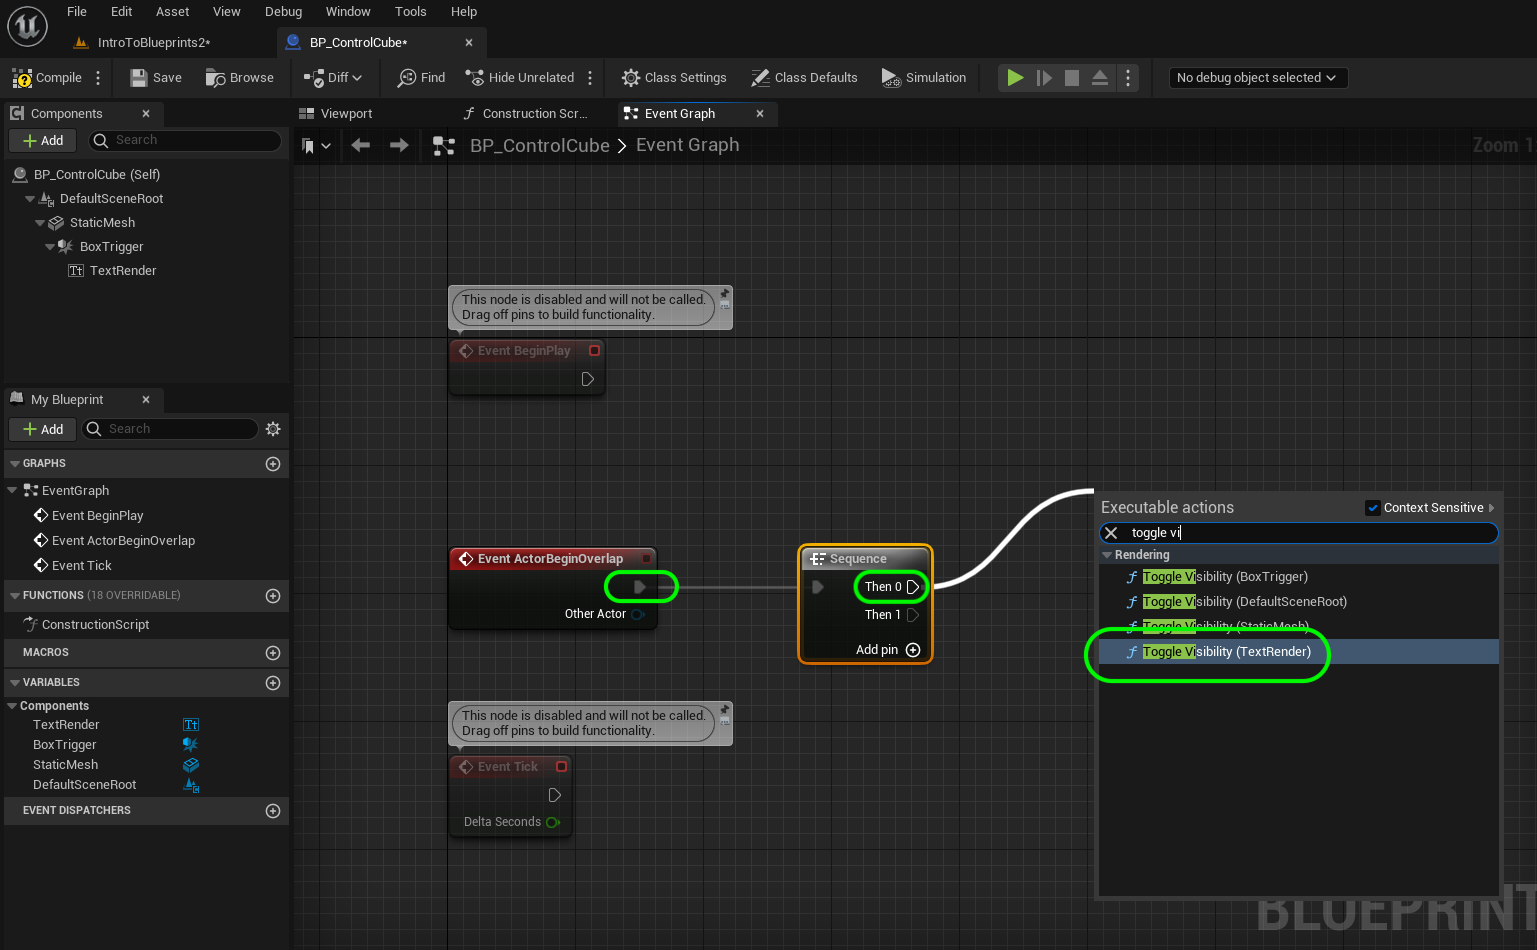 File Edit Asset View Debug Window Tools Help
IntroToBlueprints2* BP_ControlCube*
Compile Save Browse Diff Find Hide Unrelated Class Settings Class Defaults Simulation No debug object selected
Components Viewport Construction Scr... Event Graph
Add Search
BP_ControlCube > Event Graph Zoom 1
BP_ControlCube (Self)
DefaultSceneRoot
StaticMesh
BoxTrigger
Tt TextRender
This node is disabled and will not be called.
Drag off pins to build functionality.
Event BeginPlay
My Blueprint
Add Search
GRAPHS
EventGraph
Event BeginPlay
Event ActorBeginOverlap
Event Tick
FUNCTIONS (18 OVERRIDABLE)
ConstructionScript
MACROS
VARIABLES
Components
TextRender Tt
BoxTrigger
StaticMesh
DefaultSceneRoot
EVENT DISPATCHERS
Event ActorBeginOverlap
Other Actor
Sequence
Then 0
Then 1
Add pin
This node is disabled and will not be called.
Drag off pins to build functionality.
Event Tick
Delta Seconds
Executable actions Context Sensitive
toggle vi
Rendering
f Toggle Visibility (BoxTrigger)
f Toggle Visibility (DefaultSceneRoot)
f Toggle Visibility (StaticMesh)
f Toggle Visibility (TextRender)
BLUEPRINT